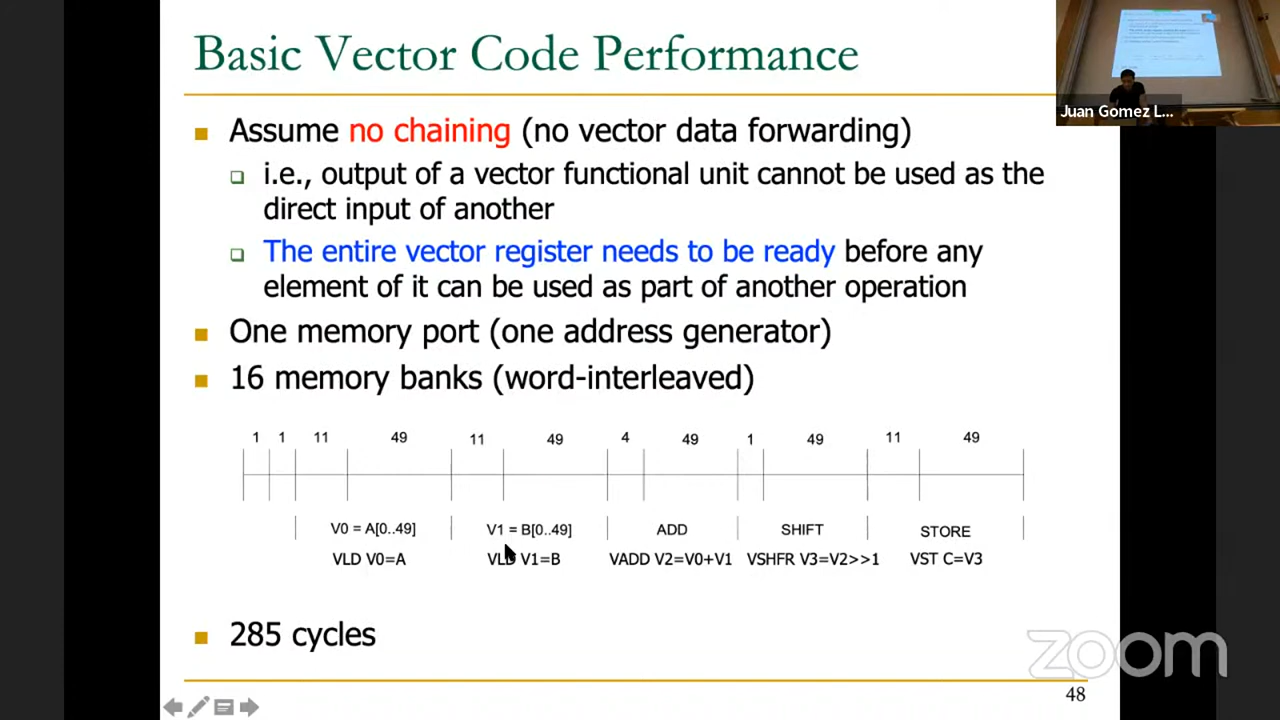 Basic Vector Code Performance
Juan Gomez L...
■ Assume no chaining (no vector data forwarding)
❑ i.e., output of a vector functional unit cannot be used as the
direct input of another
❑ The entire vector register needs to be ready before any
element of it can be used as part of another operation
■ One memory port (one address generator)
■ 16 memory banks (word-interleaved)
1 1 11 49 11 49 4 49 1 49 11 49
V0 = A[0..49] V1 = B[0..49] ADD SHIFT STORE
VLD V0=A VLD V1=B VADD V2=V0+V1 VSHFR V3=V2>>1 VST C=V3
■ 285 cycles
zoom
48